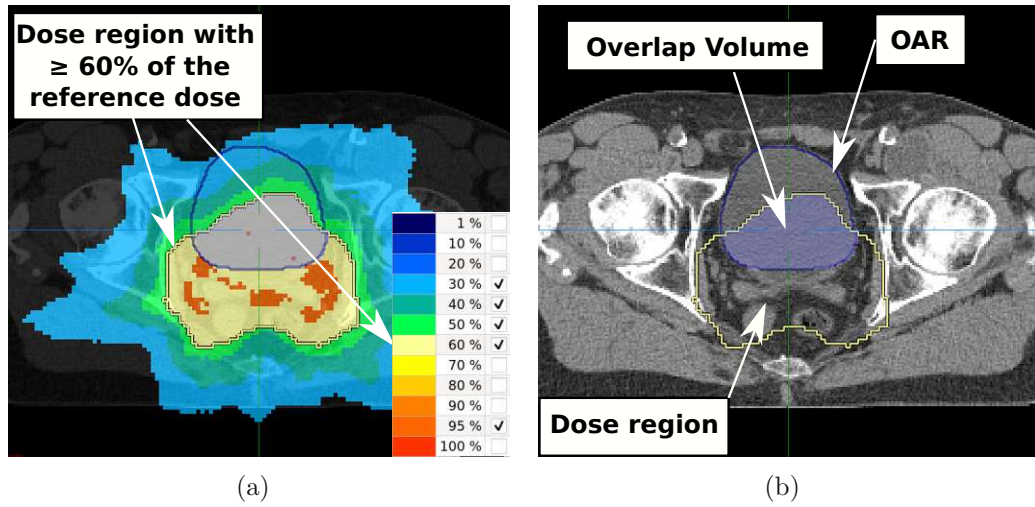 Dose region with
≥ 60% of the
reference dose
1 %
10 %
20 %
30 %
40 %
50 %
60 %
70 %
80 %
90 %
95 %
100 %
(a)
Overlap Volume
OAR
Dose region
(b)